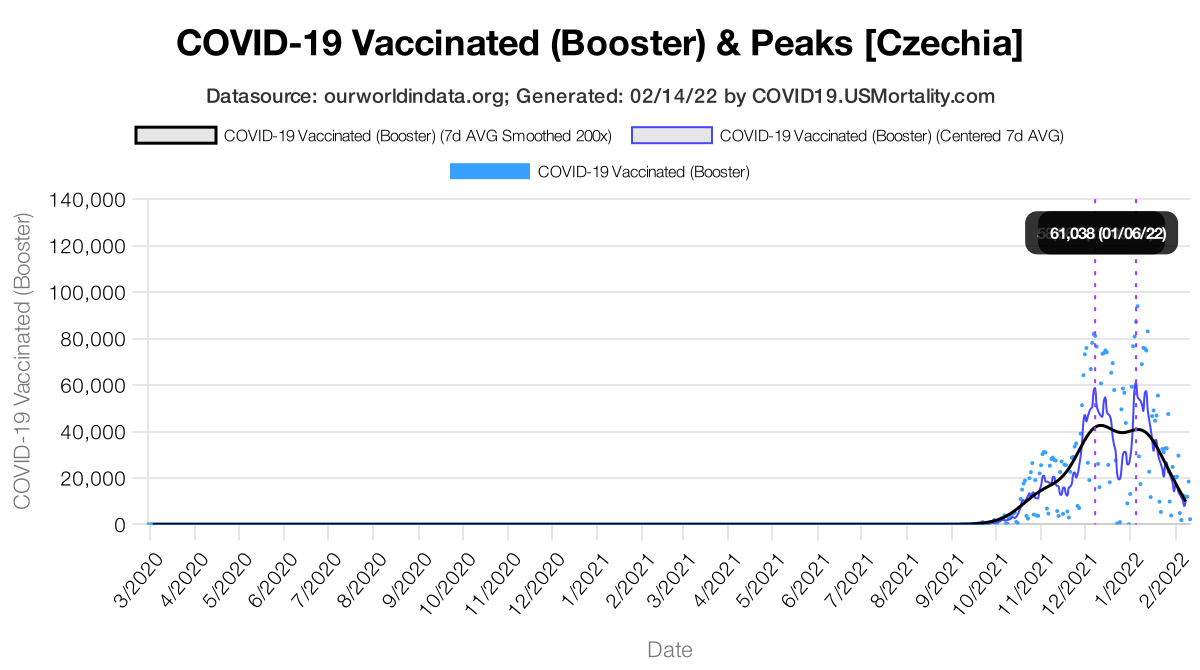 COVID-19 Vaccinated (Booster) & Peaks [Czechia]
Datasource: ourworldindata.org; Generated: 02/14/22 by COVID19.USMortality.com
COVID-19 Vaccinated (Booster) (7d AVG Smoothed 200x) COVID-19 Vaccinated (Booster) (Centered 7d AVG)
COVID-19 Vaccinated (Booster)
COVID-19 Vaccinated (Booster)
140,000
120,000
100,000
80,000
60,000
40,000
20,000
0
61,038 (01/06/22)
3/2020 4/2020 5/2020 6/2020 7/2020 8/2020 9/2020 10/2020 11/2020 12/2020 1/2021 2/2021 3/2021 4/2021 5/2021 6/2021 7/2021 8/2021 9/2021 10/2021 11/2021 12/2021 1/2022 2/2022
Date